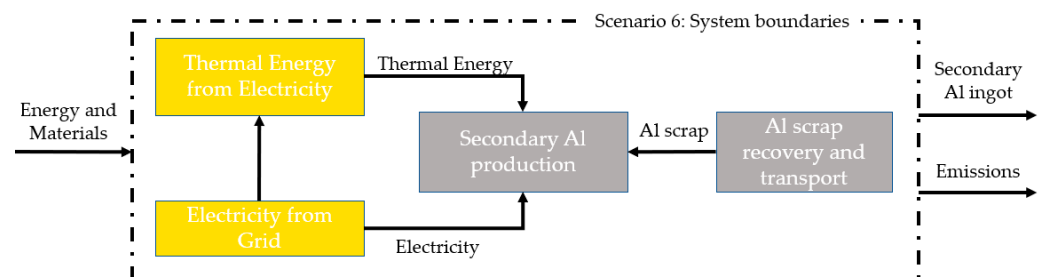 Scenario 6: System boundaries
Thermal Energy
from Electricity
Thermal Energy
Secondary
Al ingot
Energy and
Materials
Secondary Al
production
Al scrap
Al scrap
recovery and
transport
Emissions
Electricity from
Grid
Electricity